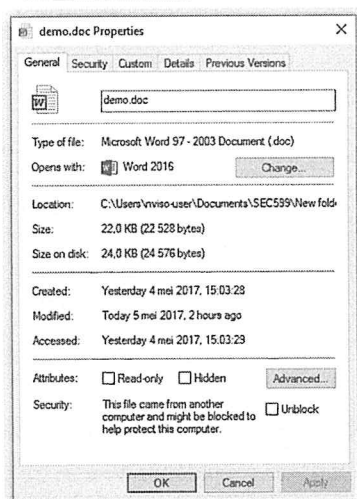 demo.doc Properties
General Security Custom Details Previous Versions
demo.doc
Type of file: Microsoft Word 97 - 2003 Document (.doc)
Opens with: Word 2016 Change...
Location: C:\Users\nviso-user\Documents\SEC599\New fold
Size: 22,0 KB (22 528 bytes)
Size on disk: 24,0 KB (24 576 bytes)
Created: Yesterday 4 mei 2017, 15:03:28
Modified: Today 5 mei 2017, 2 hours ago
Accessed: Yesterday 4 mei 2017, 15:03:29
Attributes: Read-only Hidden Advanced...
Security: This file came from another
computer and might be blocked to Unblock
help protect this computer.
OK Cancel Apply